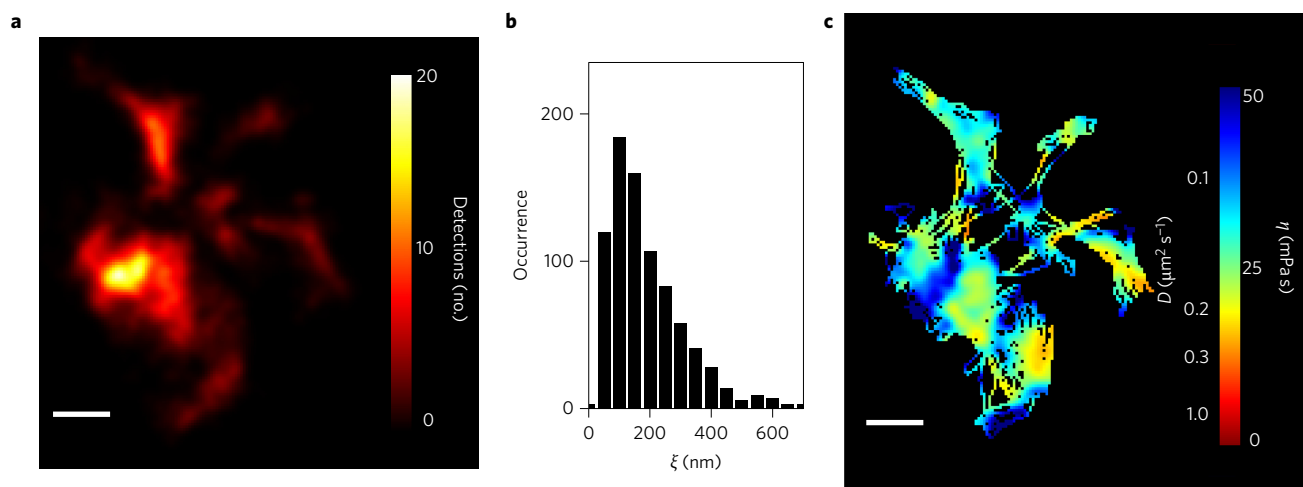 a
20
10
0
Detections (no.)
b
200
100
0
Occurrence
0 200 400 600
ξ (nm)
c
50
25
0
η (mPas)
0.1
0.2
0.3
1.0
D (μm² s⁻¹)